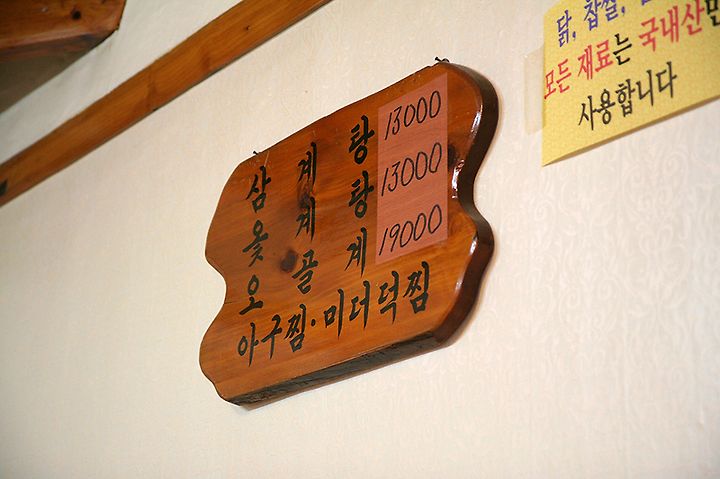 삼계탕 13000
옻계탕 13000
오골계 19000
아구찜·미더덕찜
닭, 찹쌀,
모든 재료는 국내산만
사용합니다